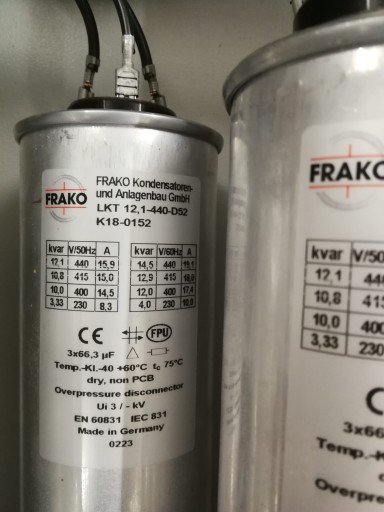 FRAKO
FRAKO Kondensatoren-
und Anlagenbau GmbH
LKT 12,1-440-D52
K18-0152
kvar V/50Hz A
12,1 440 15,9
10,8 415 15,0
10,0 400 14,5
3,33 230 8,3
kvar V/60Hz A
14,5 440 19,1
12,9 415 18,0
12,0 400 17,4
4,0 230 10,0
CE FPU
3x66,3 µF
Temp.-Kl.-40 +60°C tc 75°C
dry, non PCB
Overpressure disconnector
Ui 3 / - kV
EN 60831 IEC 831
Made in Germany
0223
FRAKO
kvar
12,1 440
10,8 415
10,0 400
3,33 230
3x66
Temp.-K
Overpres